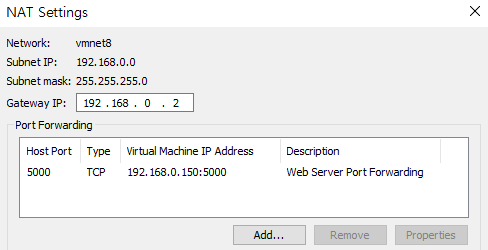 NAT Settings
Network: vmnet8
Subnet IP: 192.168.0.0
Subnet mask: 255.255.255.0
Gateway IP: 192 . 168 . 0 . 2
Port Forwarding
Host Port Type Virtual Machine IP Address Description
5000 TCP 192.168.0.150:5000 Web Server Port Forwarding
Add... Remove Properties